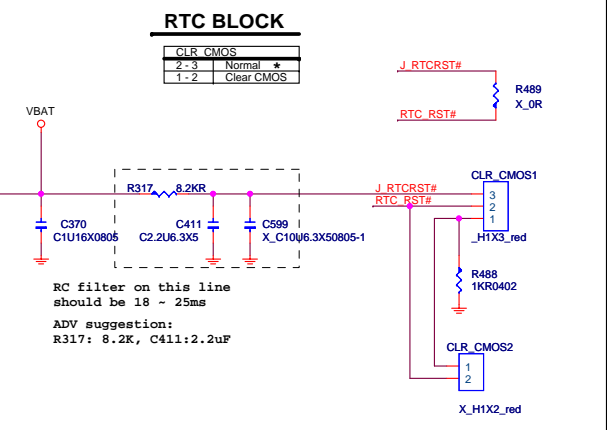 RTC BLOCK
CLR_CMOS
2 - 3 Normal *
1 - 2 Clear CMOS
J_RTCRST#
R489
X_0R
RTC_RST#
VBAT
R317 8.2KR
CLR_CMOS1
J_RTCRST#
RTC_RST#
3
2
1
C370
C1U16X0805
C411
C2.2U6.3X5
C599
X_C10U6.3X50805-1
_H1X3_red
R488
1KR0402
RC filter on this line
should be 18 ~ 25ms
ADV suggestion:
R317: 8.2K, C411:2.2uF
CLR_CMOS2
1
2
X_H1X2_red